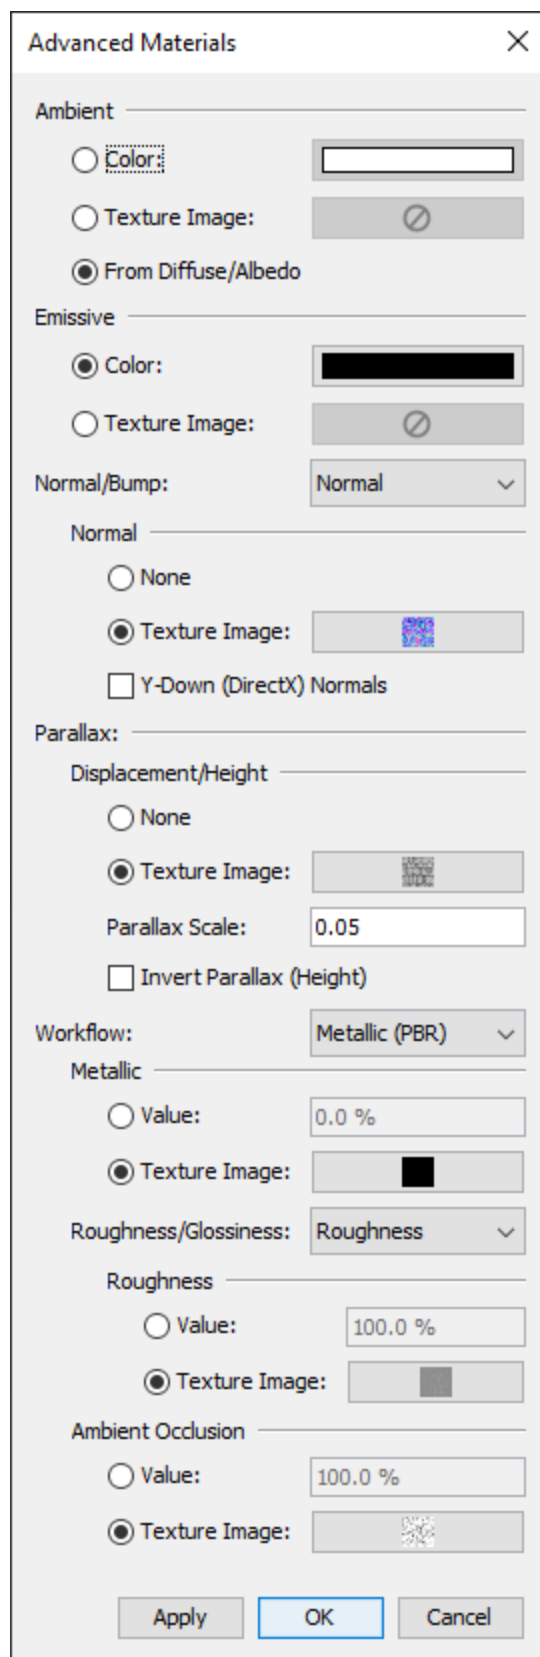 Advanced Materials
Ambient
Color:
Texture Image:
From Diffuse/Albedo
Emissive
Color:
Texture Image:
Normal/Bump: Normal
Normal
None
Texture Image:
Y-Down (DirectX) Normals
Parallax:
Displacement/Height
None
Texture Image:
Parallax Scale: 0.05
Invert Parallax (Height)
Workflow: Metallic (PBR)
Metallic
Value: 0.0 %
Texture Image:
Roughness/Glossiness: Roughness
Roughness
Value: 100.0 %
Texture Image:
Ambient Occlusion
Value: 100.0 %
Texture Image:
Apply OK Cancel